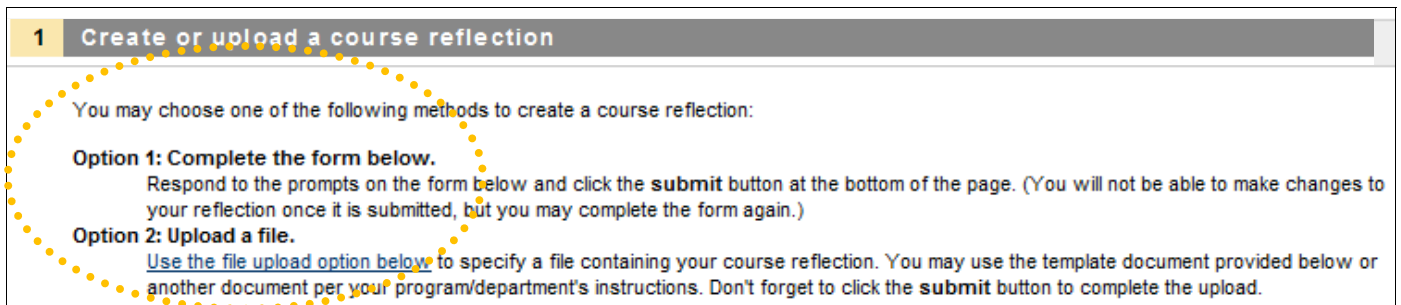 1 Create or upload a course reflection
You may choose one of the following methods to create a course reflection:
Option 1: Complete the form below.
Respond to the prompts on the form below and click the submit button at the bottom of the page. (You will not be able to make changes to
your reflection once it is submitted, but you may complete the form again.)
Option 2: Upload a file.
Use the file upload option below to specify a file containing your course reflection. You may use the template document provided below or
another document per your program/department's instructions. Don't forget to click the submit button to complete the upload.